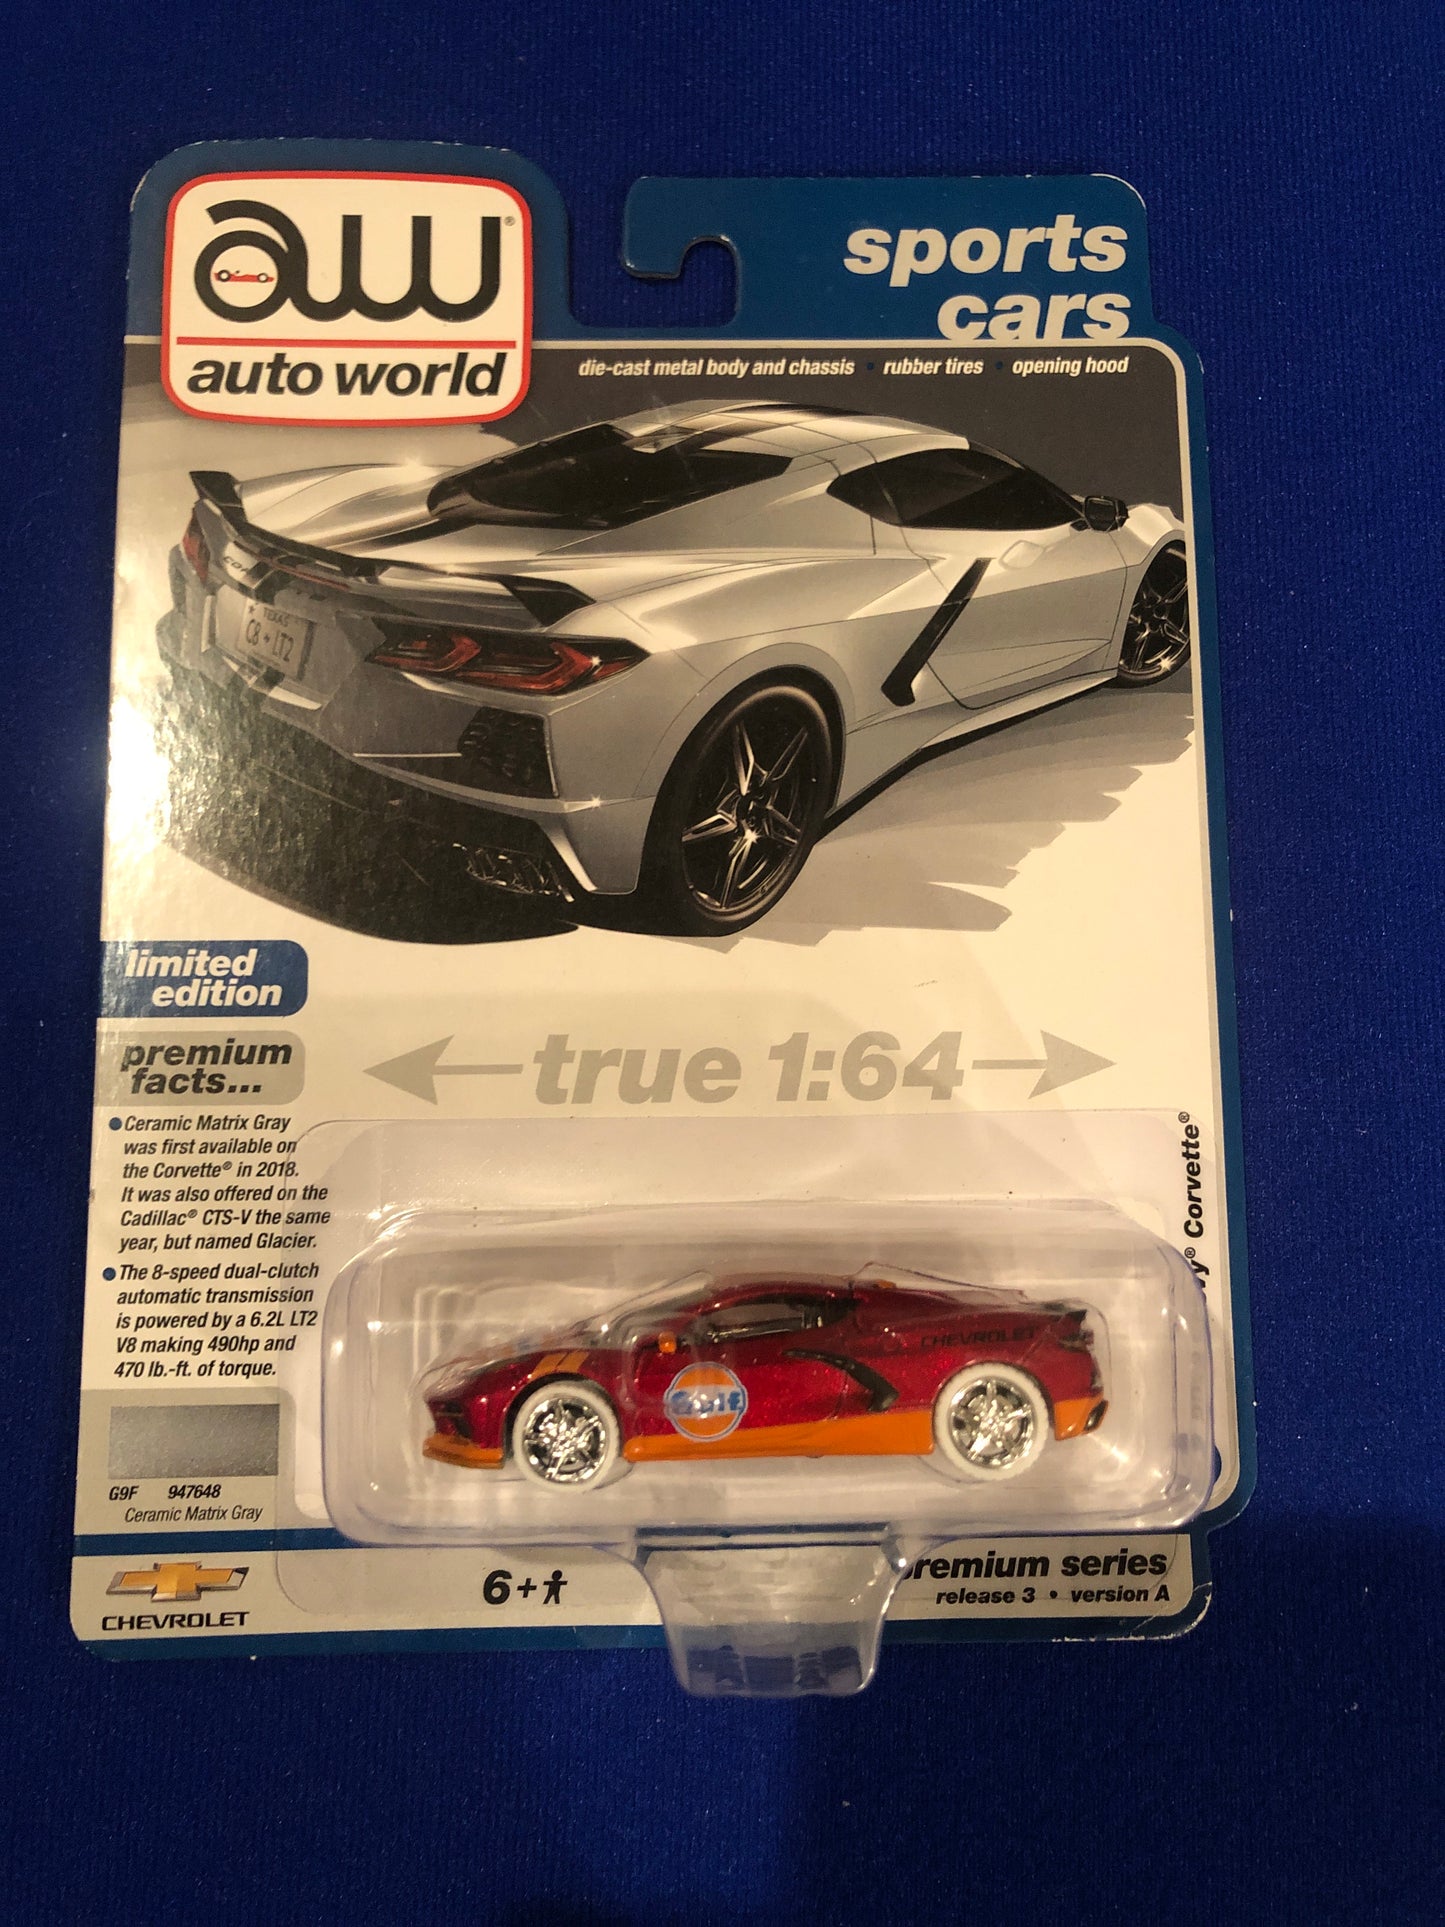 aw®
auto world
sports
cars
die-cast metal body and chassis • rubber tires • opening hood
TEXAS
C8 LT2
limited
edition
premium
facts...
true 1:64
• Ceramic Matrix Gray
was first available on
the Corvette® in 2018.
It was also offered on the
Cadillac® CTS-V the same
year, but named Glacier.
• The 8-speed dual-clutch
automatic transmission
is powered by a 6.2L LT2
V8 making 490hp and
470 lb.-ft. of torque.
Corvette®
CHEVROLET
Gulf
G9F 947648
Ceramic Matrix Gray
CHEVROLET
6+
premium series
release 3 • version A